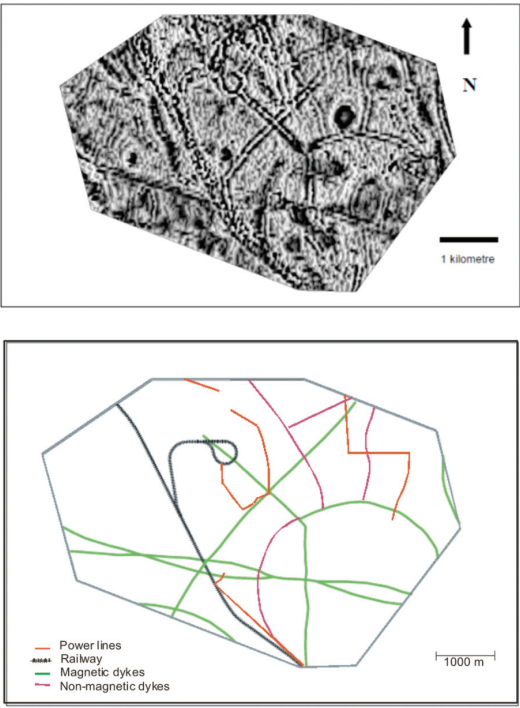 N
1 kilometre
Power lines
Railway
Magnetic dykes
Non-magnetic dykes
1000 m